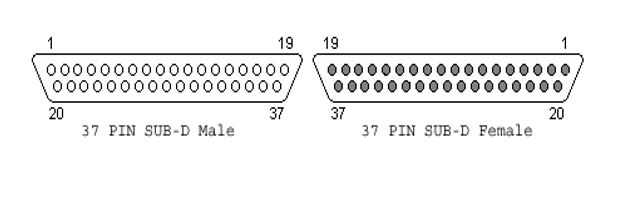 1 19 19 1
20 37 37 20
37 PIN SUB-D Male 37 PIN SUB-D Female